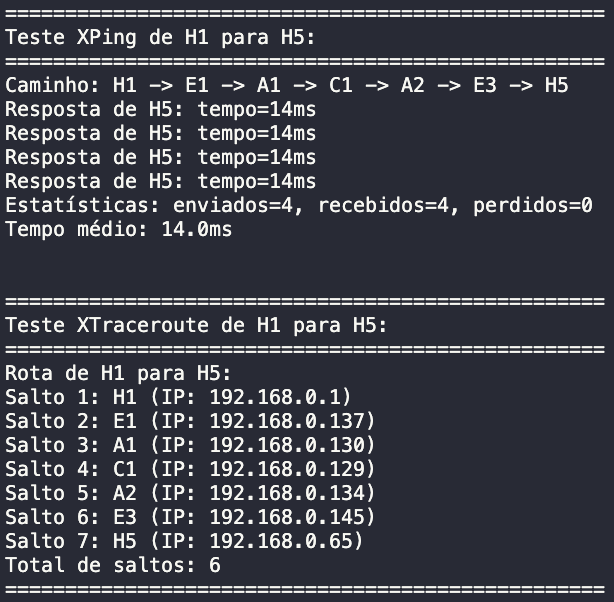 ==================================================
Teste XPing de H1 para H5:
==================================================
Caminho: H1 -> E1 -> A1 -> C1 -> A2 -> E3 -> H5
Resposta de H5: tempo=14ms
Resposta de H5: tempo=14ms
Resposta de H5: tempo=14ms
Resposta de H5: tempo=14ms
Estatísticas: enviados=4, recebidos=4, perdidos=0
Tempo médio: 14.0ms
==================================================
Teste XTraceroute de H1 para H5:
==================================================
Rota de H1 para H5:
Salto 1: H1 (IP: 192.168.0.1)
Salto 2: E1 (IP: 192.168.0.137)
Salto 3: A1 (IP: 192.168.0.130)
Salto 4: C1 (IP: 192.168.0.129)
Salto 5: A2 (IP: 192.168.0.134)
Salto 6: E3 (IP: 192.168.0.145)
Salto 7: H5 (IP: 192.168.0.65)
Total de saltos: 6
==================================================